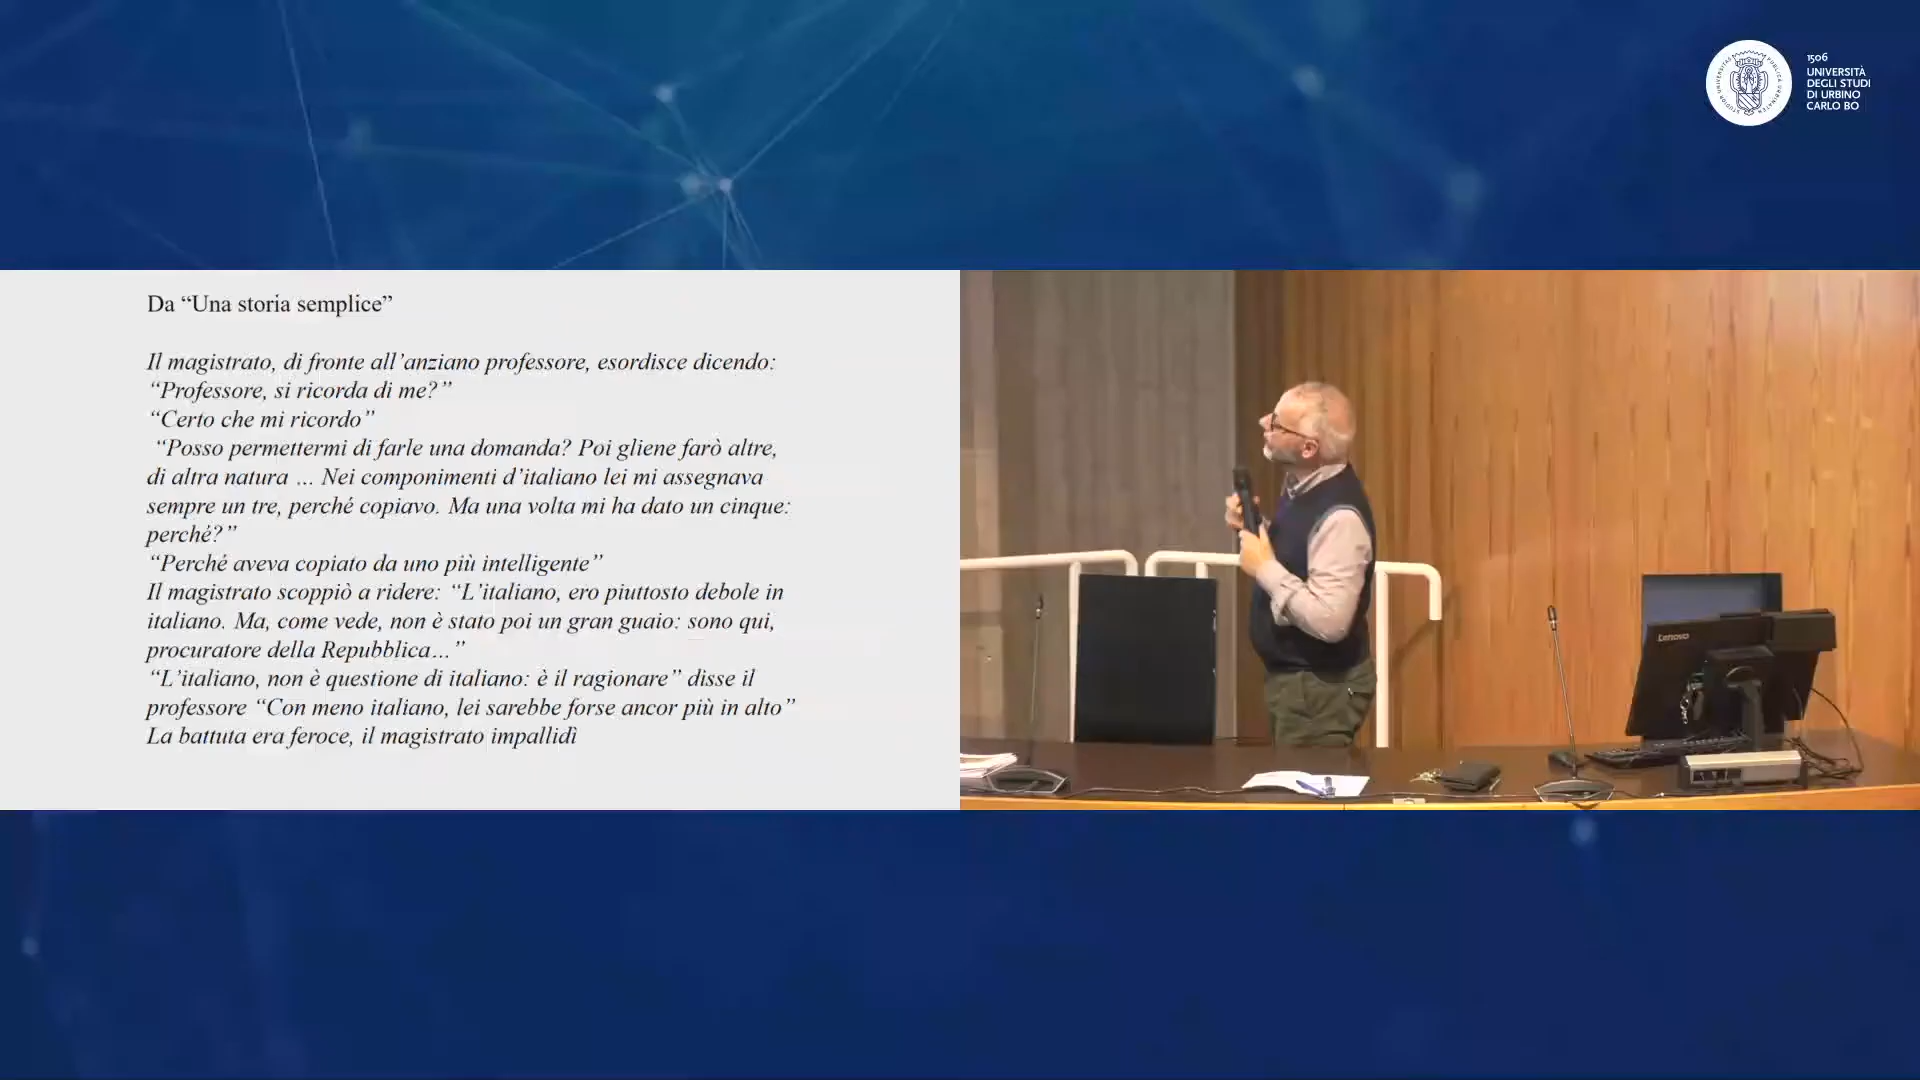 1506
UNIVERSITÀ
DEGLI STUDI
DI URBINO
CARLO BO
Da “Una storia semplice”
Il magistrato, di fronte all’anziano professore, esordisce dicendo:
“Professore, si ricorda di me?”
“Certo che mi ricordo”
“Posso permettermi di farle una domanda? Poi gliene farò altre,
di altra natura … Nei componimenti d’italiano lei mi assegnava
sempre un tre, perché copiavo. Ma una volta mi ha dato un cinque:
perché?”
“Perché aveva copiato da uno più intelligente”
Il magistrato scoppiò a ridere: “L’italiano, ero piuttosto debole in
italiano. Ma, come vede, non è stato poi un gran guaio: sono qui,
procuratore della Repubblica…”
“L’italiano, non è questione di italiano: è il ragionare” disse il
professore “Con meno italiano, lei sarebbe forse ancor più in alto”
La battuta era feroce, il magistrato impallidì
Lenovo